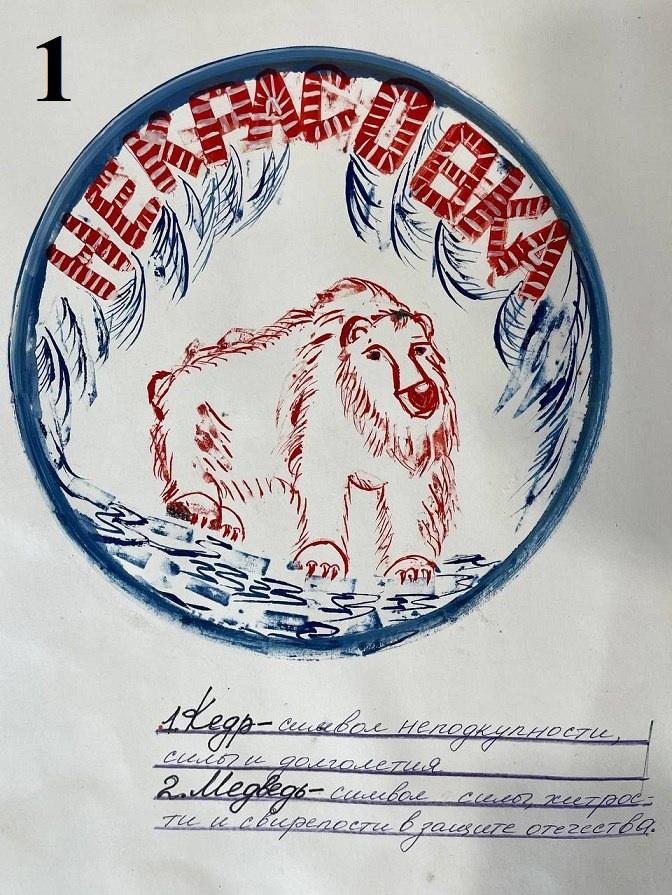 1
НЕКРАСОВКА
1. Кедр - символ неподкупности,
силы и долголетия
2. Медведь - символ силы, хитрос-
ти и свирепости в защите отечества.